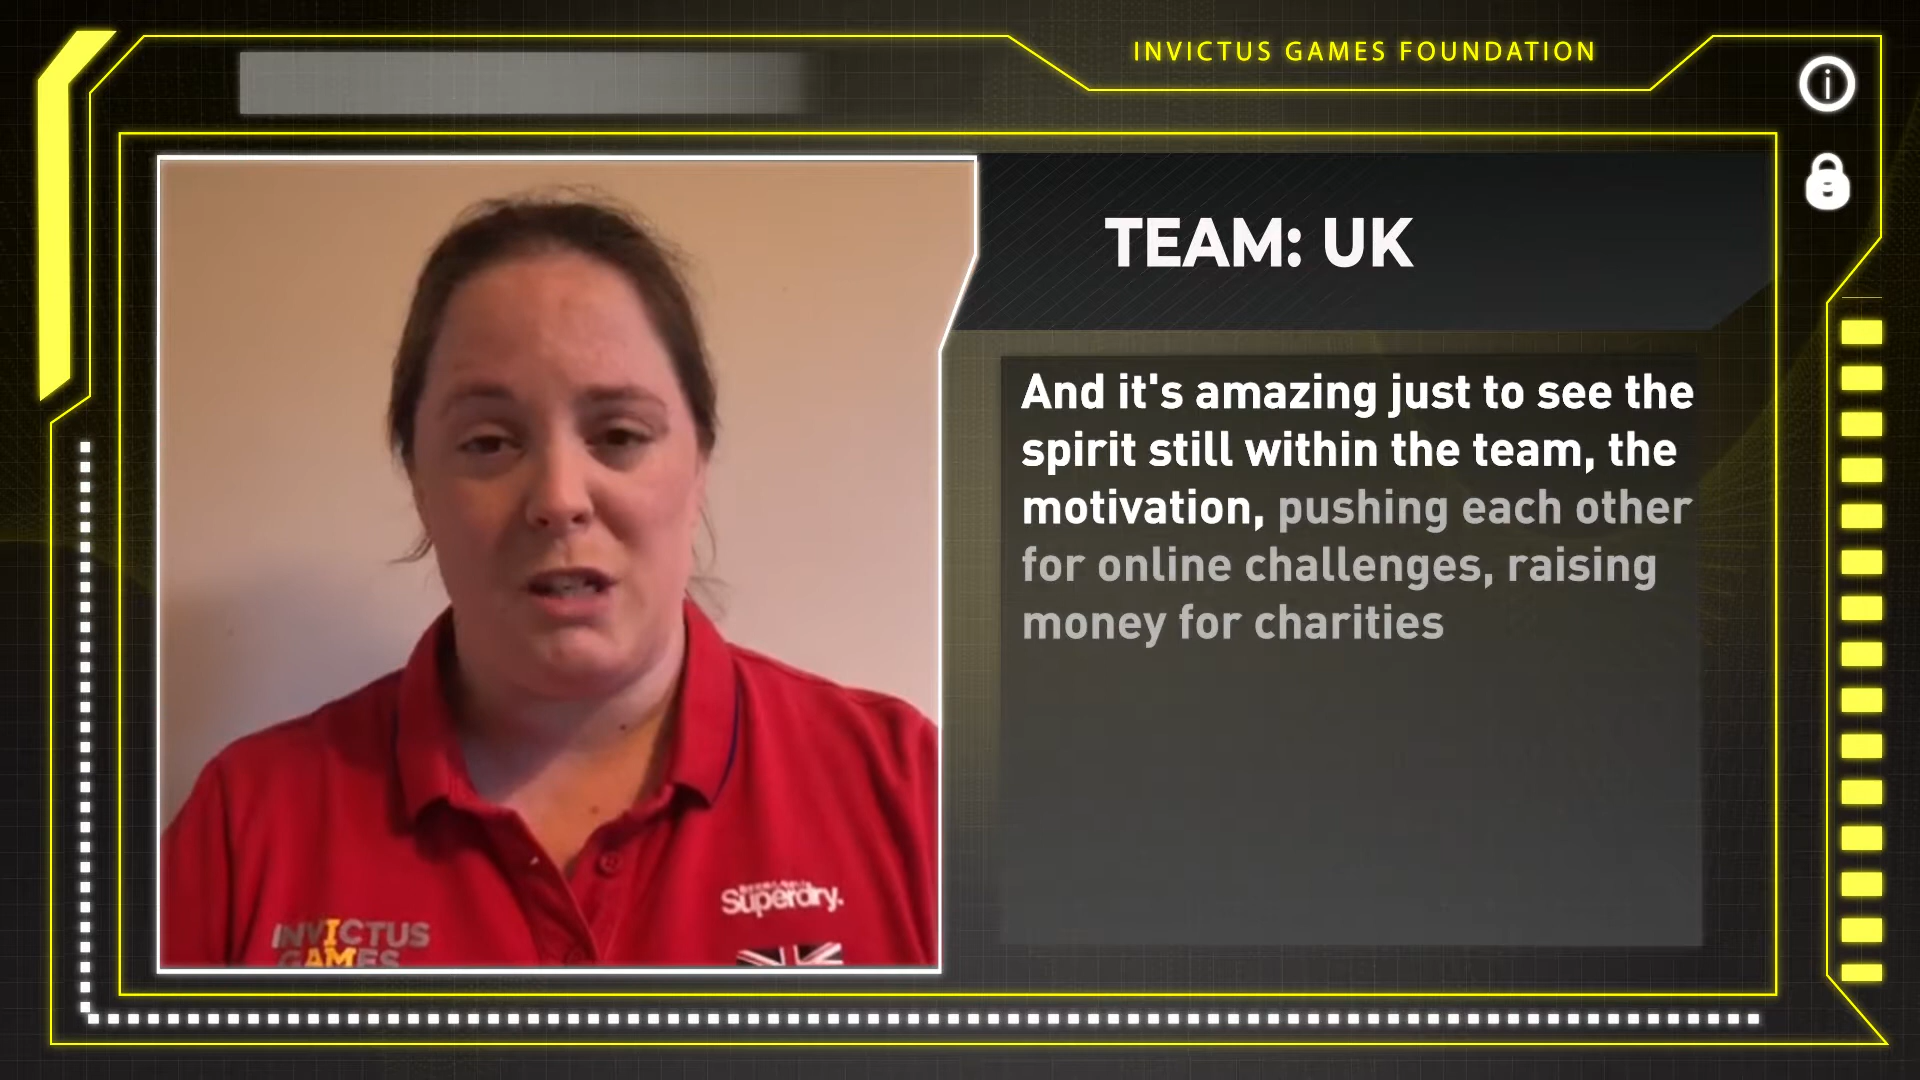 INVICTUS GAMES FOUNDATION
TEAM: UK
And it's amazing just to see the
spirit still within the team, the
motivation, pushing each other
for online challenges, raising
money for charities
Superdry.
INVICTUS
GAMES